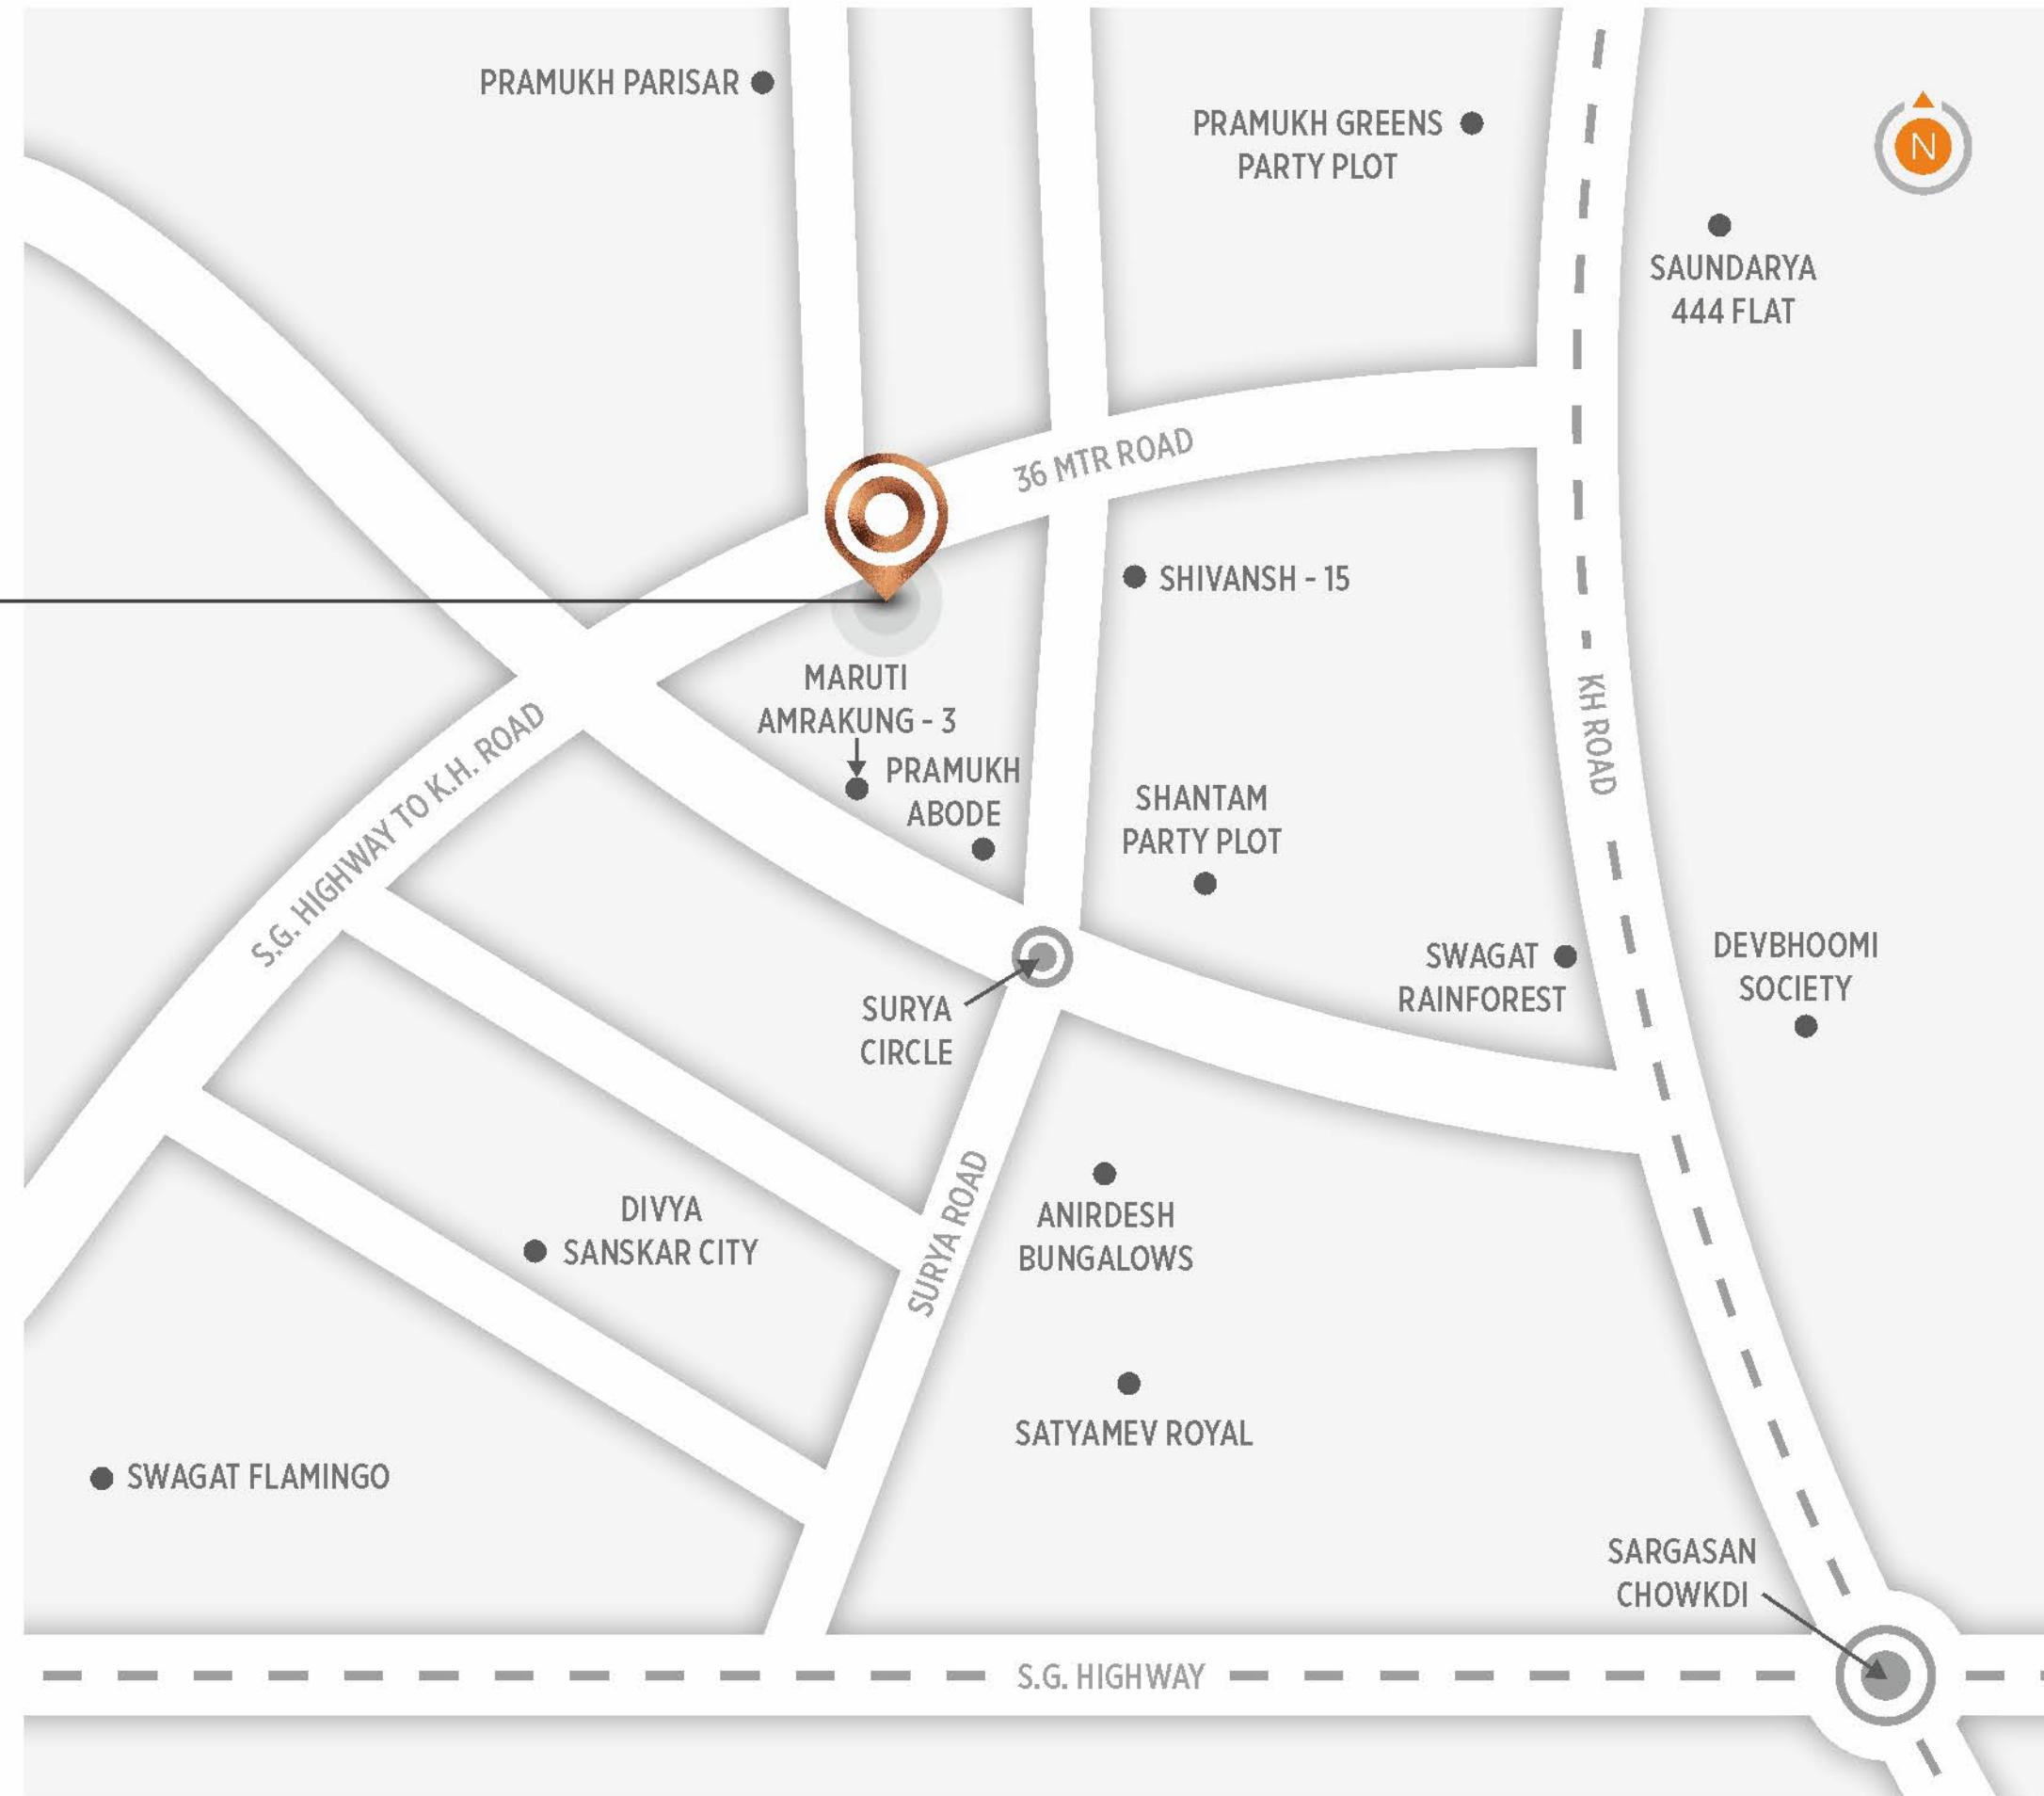 PRAMUKH PARISAR
PRAMUKH GREENS
PARTY PLOT
N
SAUNDARYA
444 FLAT
36 MTR ROAD
SHIVANSH - 15
MARUTI
AMRAKUNG - 3
PRAMUKH
ABODE
KH ROAD
S.G. HIGHWAY TO K.H. ROAD
SHANTAM
PARTY PLOT
SWAGAT
RAINFOREST
DEVBHOOMI
SOCIETY
SURYA
CIRCLE
SURYA ROAD
DIVYA
SANSKAR CITY
ANIRDESH
BUNGALOWS
SATYAMEV ROYAL
SWAGAT FLAMINGO
SARGASAN
CHOWKDI
S.G. HIGHWAY